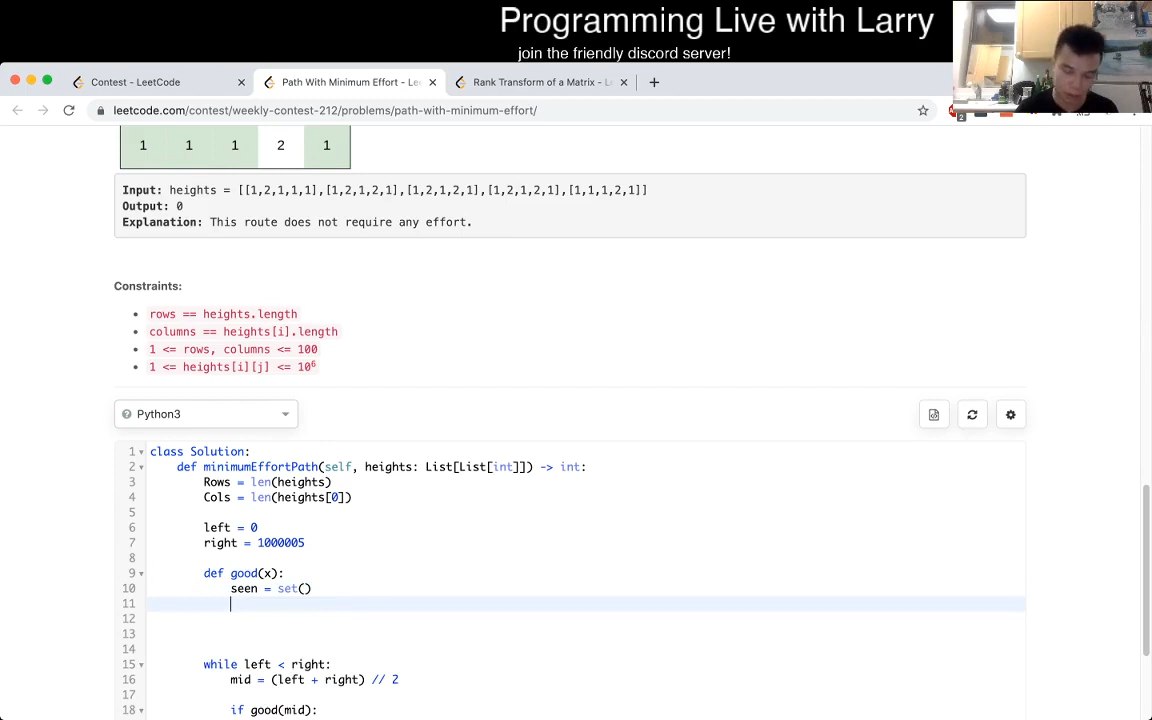 Programming Live with Larry
join the friendly discord server!
Contest - LeetCode
Path With Minimum Effort - Lee
Rank Transform of a Matrix - L
leetcode.com/contest/weekly-contest-212/problems/path-with-minimum-effort/
2
1 1 1 2 1
Input: heights = [[1,2,1,1,1],[1,2,1,2,1],[1,2,1,2,1],[1,2,1,2,1],[1,1,1,2,1]]
Output: 0
Explanation: This route does not require any effort.
Constraints:
rows == heights.length
columns == heights[i].length
1 <= rows, columns <= 100
1 <= heights[i][j] <= 10⁶
Python3
1 class Solution:
2 def minimumEffortPath(self, heights: List[List[int]]) -> int:
3 Rows = len(heights)
4 Cols = len(heights[0])
5
6 left = 0
7 right = 1000005
8
9 def good(x):
10 seen = set()
11
12
13
14
15 while left < right:
16 mid = (left + right) // 2
17
18 if good(mid):